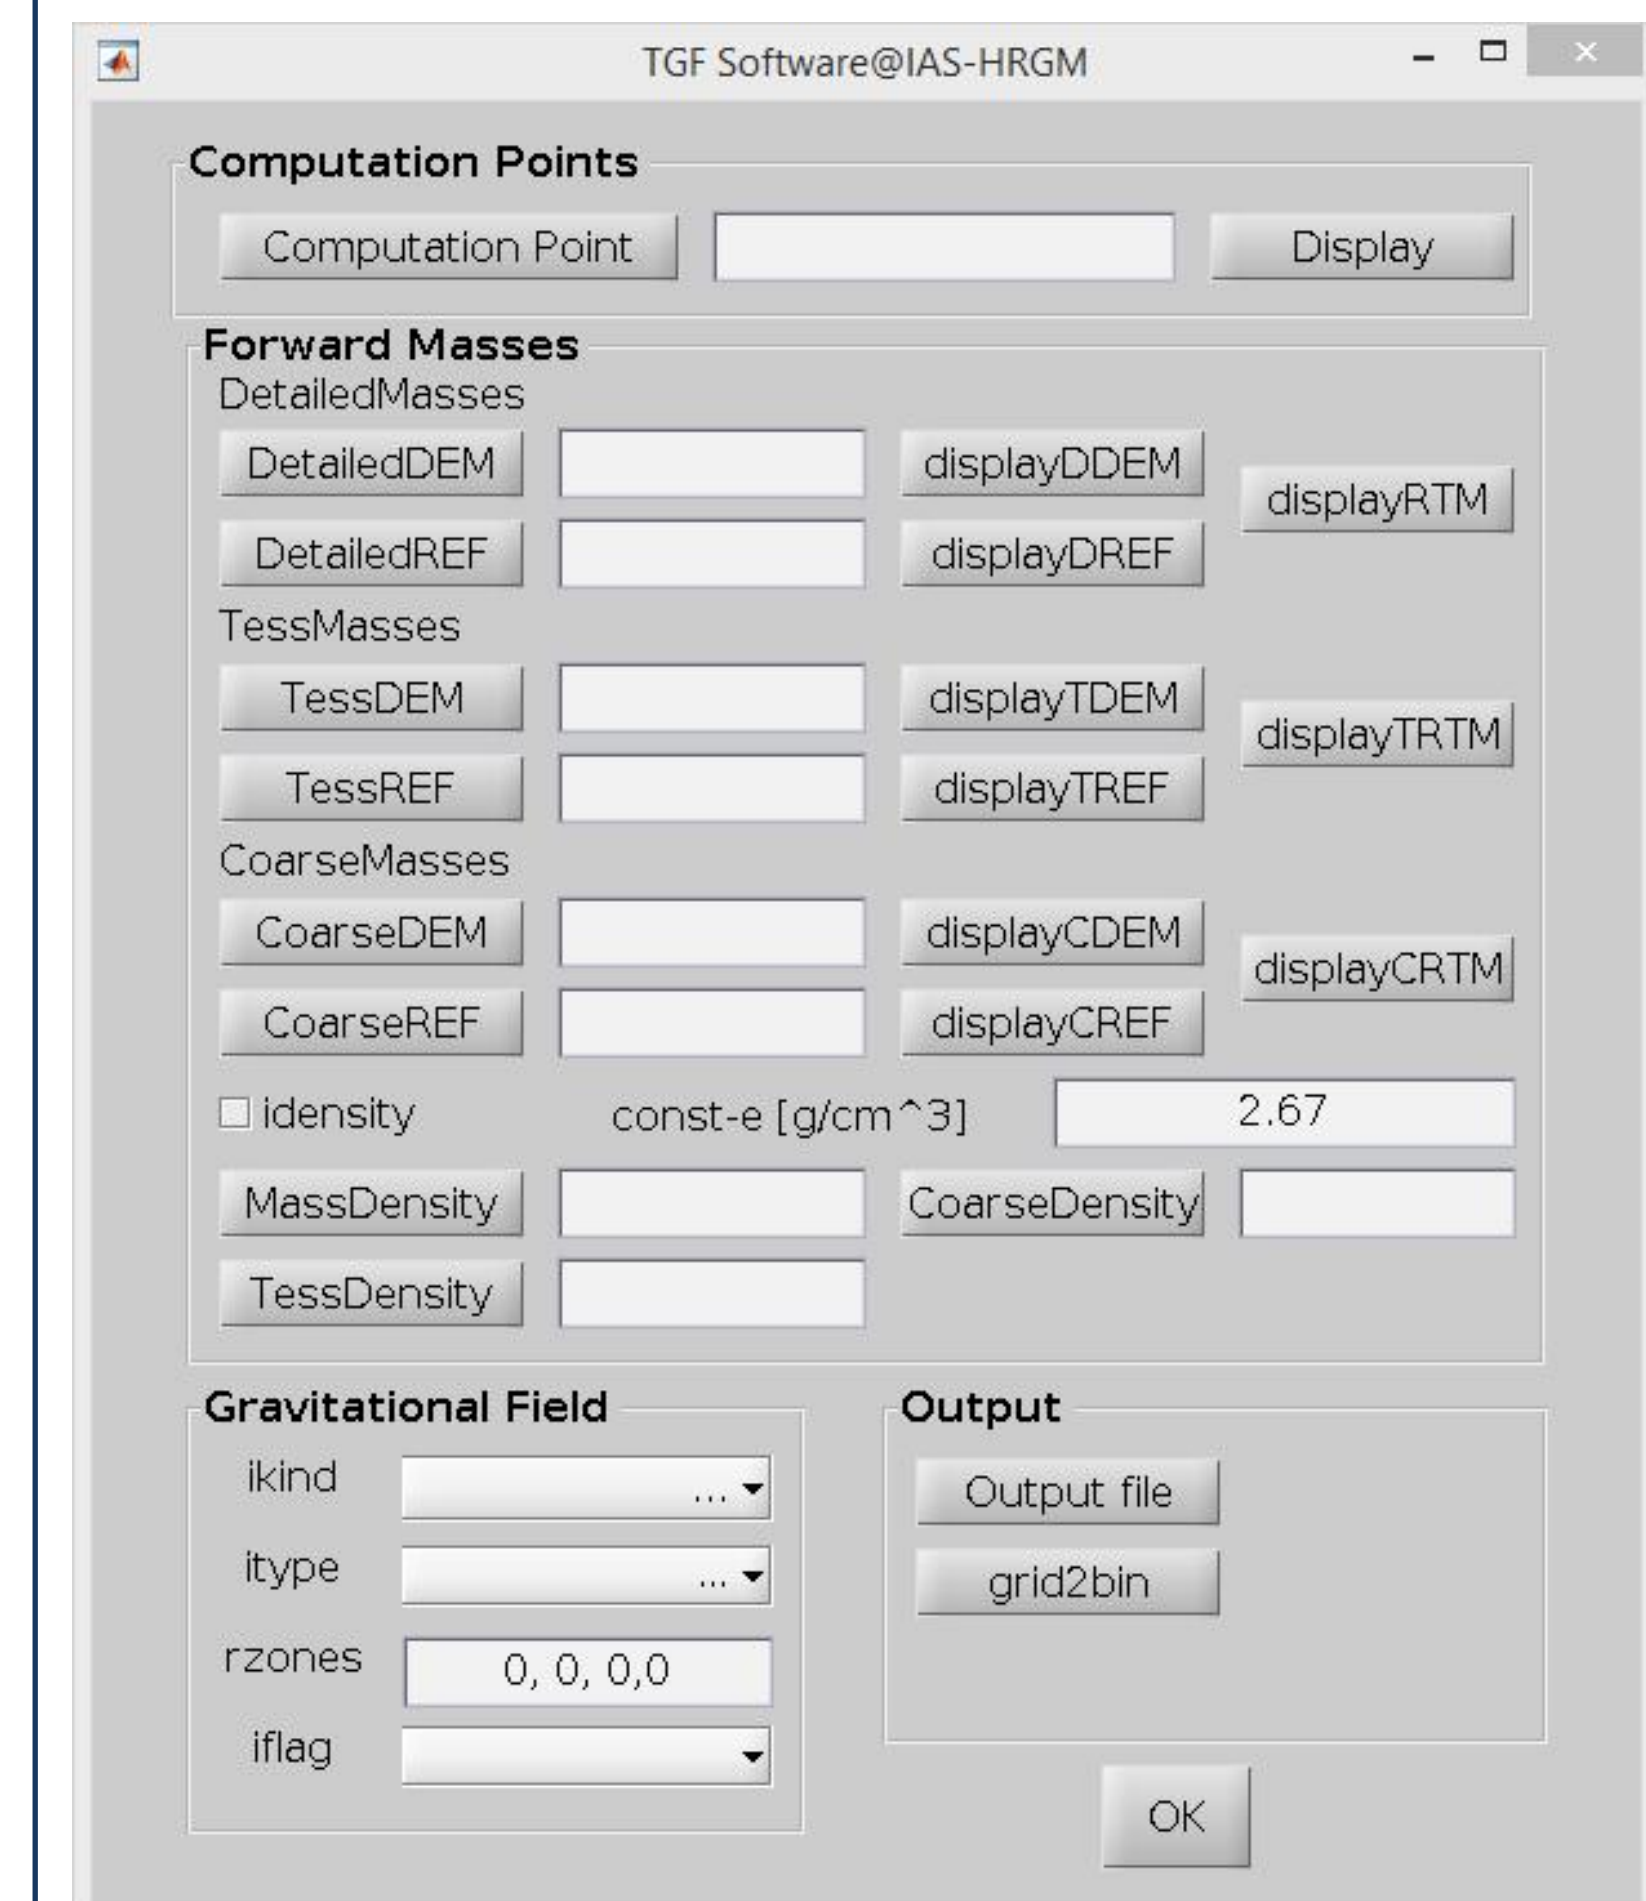 TGF Software@IAS-HRGM
Computation Points
Computation Point Display
Forward Masses
DetailedMasses
DetailedDEM displayDDEM
displayRTM
DetailedREF displayDREF
TessMasses
TessDEM displayTDEM
displayTRTM
TessREF displayTREF
CoarseMasses
CoarseDEM displayCDEM
displayCRTM
CoarseREF displayCREF
idensity const-e [g/cm^3] 2.67
MassDensity CoarseDensity
TessDensity
Gravitational Field
ikind ...
itype ...
rzones 0, 0, 0,0
iflag
Output
Output file
grid2bin
OK